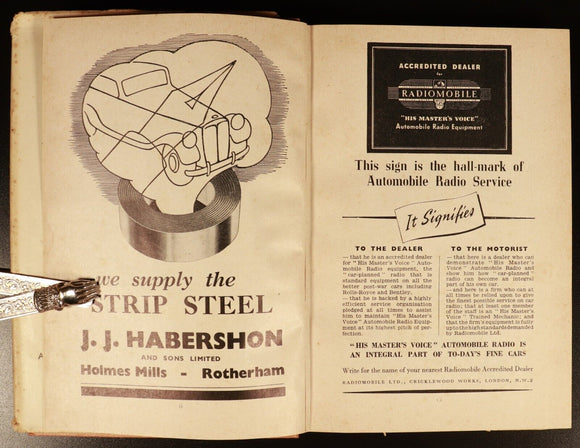 we supply the
STRIP STEEL
J. J. HABERSHON
AND SONS LIMITED
Holmes Mills - Rotherham
ACCREDITED DEALER
for
RADIOMOBILE
"HIS MASTER'S VOICE"
Automobile Radio Equipment
This sign is the hall-mark of
Automobile Radio Service
It Signifies
TO THE DEALER
— that he is an accredited dealer
for "His Master's Voice" Auto-
mobile Radio equipment, the
"car-planned" radio that is
standard equipment on all the
better post-war cars including
Rolls-Royce and Bentley.
— that he is backed by a highly
efficient service organisation
pledged at all times to assist
him to maintain "His Master's
Voice" Automobile Radio Equip-
ment at its highest pitch of per-
fection.
TO THE MOTORIST
— that here is a dealer who can
demonstrate "His Master's
Voice" Automobile Radio and
show him how "car-planned"
radio can become an integral
part of his own car.
— and here is a firm who can at
all times be relied upon to give
the finest possible service on car
radio; that at least one member
of the staff is an "His Master's
Voice" Trained Mechanic; and
that the firm's equipment is fully
up to the high standards demanded
by Radiomobile Ltd.
"HIS MASTER'S VOICE" AUTOMOBILE RADIO IS
AN INTEGRAL PART OF TO-DAY'S FINE CARS
Write for the name of your nearest Radiomobile Accredited Dealer
RADIOMOBILE LTD., CRICKLEWOOD WORKS, LONDON, N.W.2